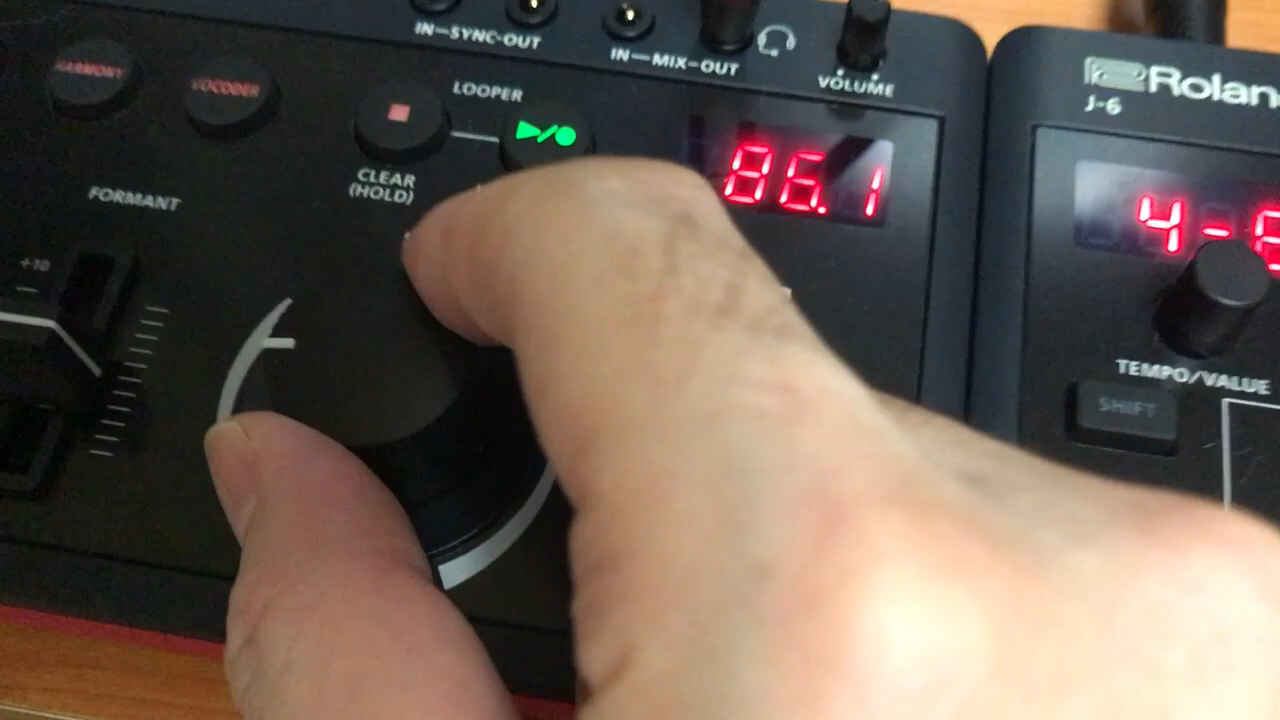 IN—SYNC—OUT
IN—MIX—OUT
VOLUME
HARMONY
VOCODER
LOOPER
CLEAR
(HOLD)
86.1
FORMANT
+10
Roland
J-6
4-
TEMPO/VALUE
SHIFT